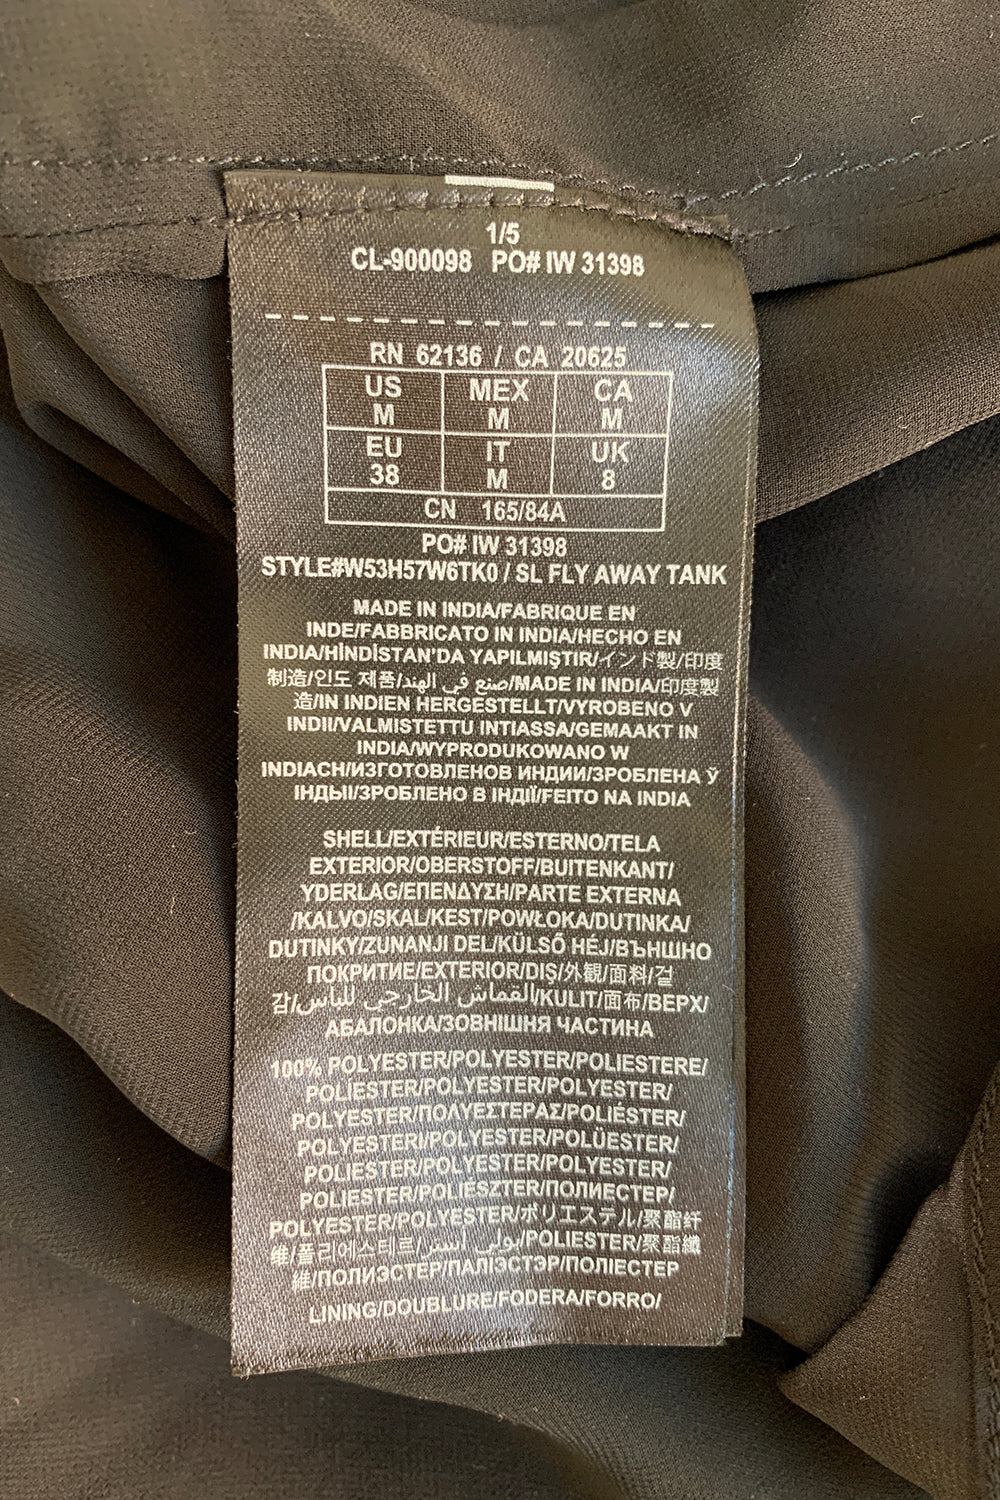 1/5
CL-900098 PO# IW 31398
RN 62136 / CA 20625
US MEX CA
M M M
EU IT UK
38 M 8
CN 165/84A
PO# IW 31398
STYLE#W53H57W6TK0 / SL FLY AWAY TANK
MADE IN INDIA/FABRIQUE EN
INDE/FABBRICATO IN INDIA/HECHO EN
INDIA/HİNDİSTAN'DA YAPILMIŞTIR/インド製/印度
制造/인도 제품/صنع في الهند/MADE IN INDIA/印度製
造/IN INDIEN HERGESTELLT/VYROBENO V
INDII/VALMISTETTU INTIASSA/GEMAAKT IN
INDIA/WYPRODUKOWANO W
INDIACH/ИЗГОТОВЛЕНОВ ИНДИИ/ЗРОБЛЕНА Ў
ІНДЫІ/ЗРОБЛЕНО В ІНДІЇ/FEITO NA INDIA
SHELL/EXTÉRIEUR/ESTERNO/TELA
EXTERIOR/OBERSTOFF/BUITENKANT/
YDERLAG/ΕΠΕΝΔΥΣΗ/PARTE EXTERNA
/KALVO/SKAL/KEST/POWŁOKA/DUTINKA/
DUTINKY/ZUNANJI DEL/KÜLSŐ HÉJ/ВЪНШНО
ПОКРИТИЕ/EXTERIOR/DIŞ/外観/面料/겉
감/القماش الخارجي للباس/KULIT/面布/ВЕРХ/
АБАЛОНКА/ЗОВНІШНЯ ЧАСТИНА
100% POLYESTER/POLYESTER/POLIESTERE/
POLIÉSTER/POLYESTER/POLYESTER/
POLYESTER/ΠΟΛΥΕΣΤΕΡΑΣ/POLIÉSTER/
POLYESTERI/POLYESTER/POLÜESTER/
POLIESTER/POLYESTER/POLYESTER/
POLIESTER/POLIESZTER/ПОЛИЕСТЕР/
POLYESTER/POLYESTER/ポリエステル/聚酯纤
维/폴리에스테르/بولي استر/POLIESTER/聚酯纖
維/ПОЛИЭСТЕР/ПАЛІЭСТЭР/ПОЛІЕСТЕР
LINING/DOUBLURE/FODERA/FORRO/